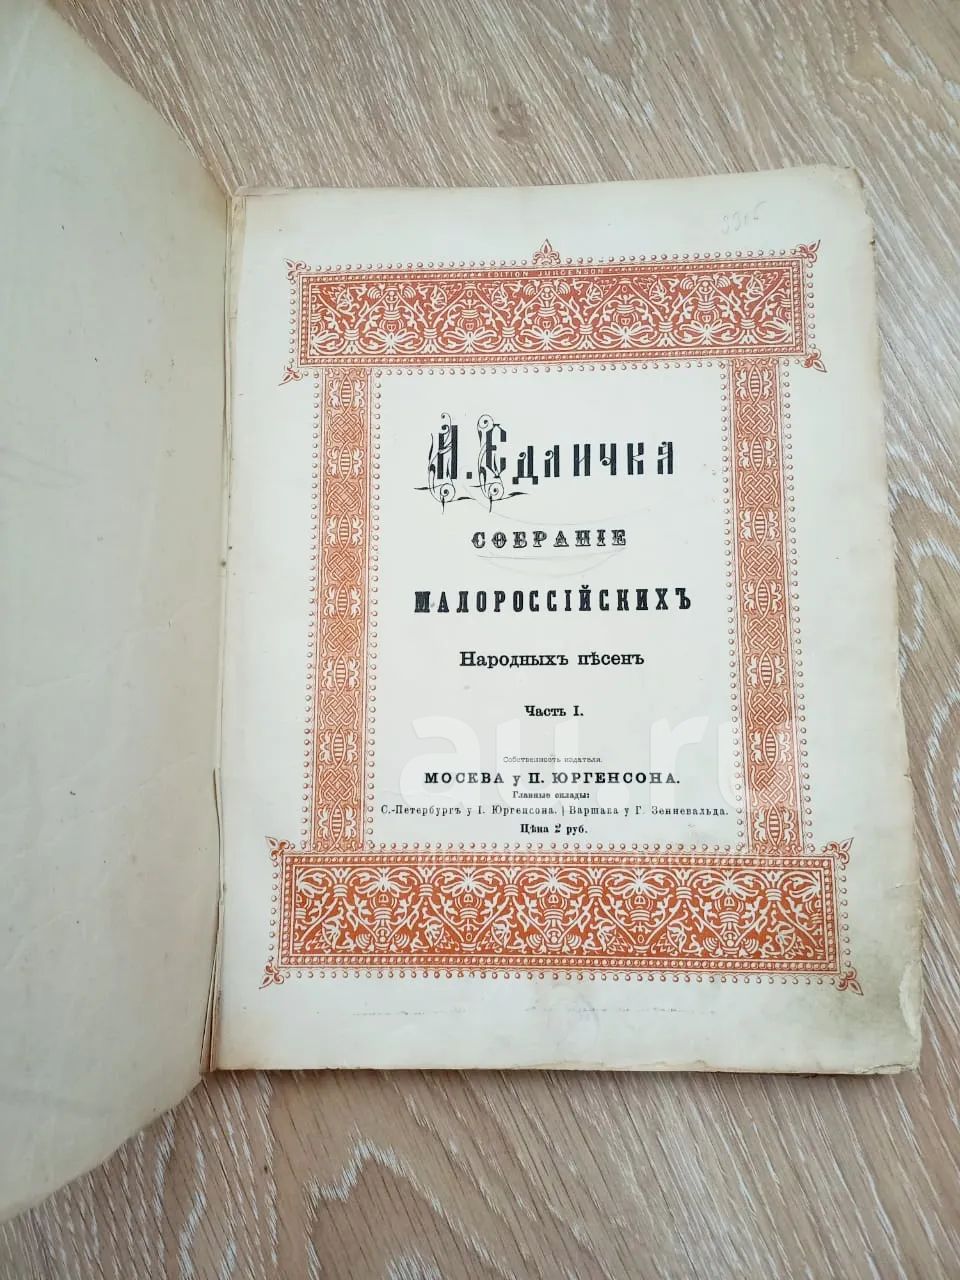 EDITION JURGENSON
А. Едличка
СОБРАНІЕ
МАЛОРОССІЙСКИХЪ
Народныхъ пѣсенъ
Часть I.
Собственность издателя.
МОСКВА у П. ЮРГЕНСОНА.
Главные склады:
С.-Петербургъ у І. Юргенсона. | Варшава у Г. Зенневальда.
Цѣна 2 руб.
au.ru